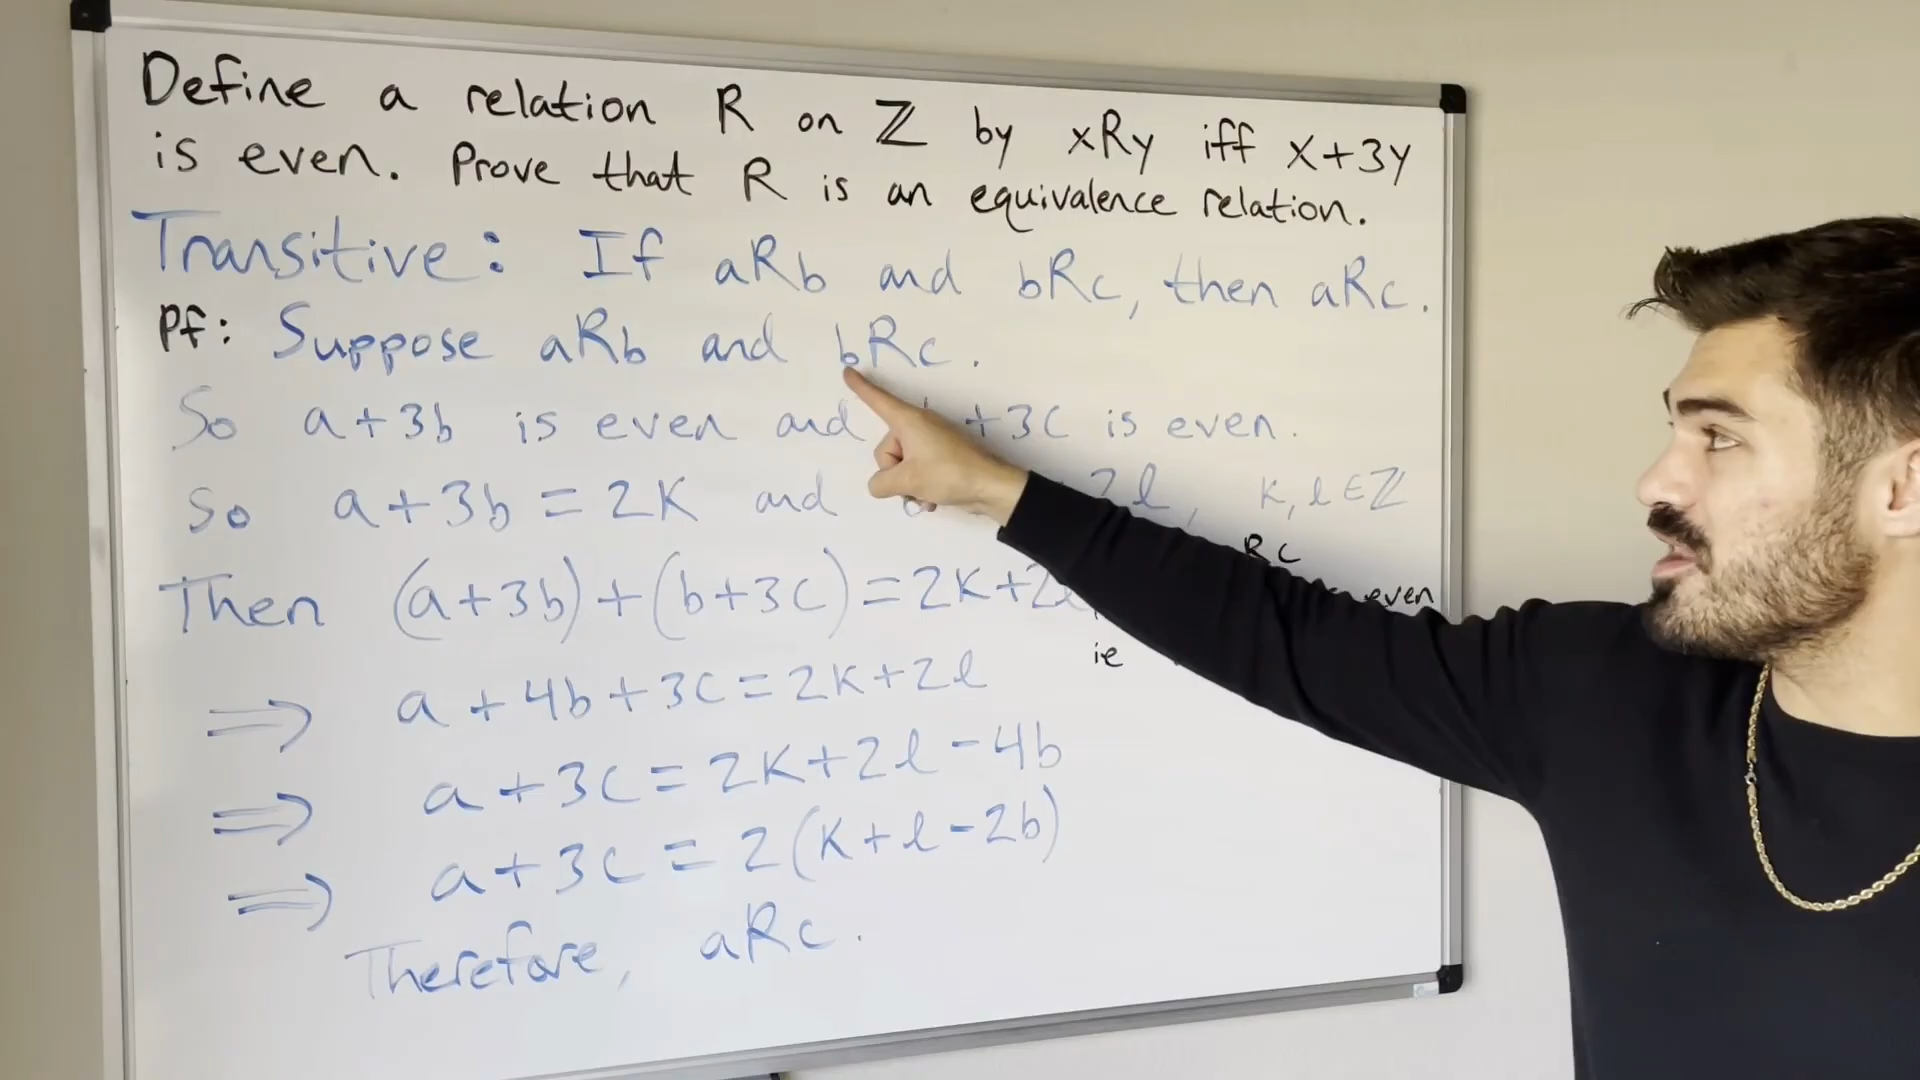 Define a relation R on ℤ by xRy iff x+3y
is even. Prove that R is an equivalence relation.
Transitive: If aRb and bRc, then aRc.
Pf: Suppose aRb and bRc.
So a+3b is even and +3c is even.
So a+3b = 2k and 2l, k, l ∈ ℤ
Rc
Then (a+3b)+(b+3c)=2k+2l
even
ie
⟹ a+4b+3c=2k+2l
⟹ a+3c=2k+2l-4b
⟹ a+3c=2(k+l-2b)
Therefore, aRc.